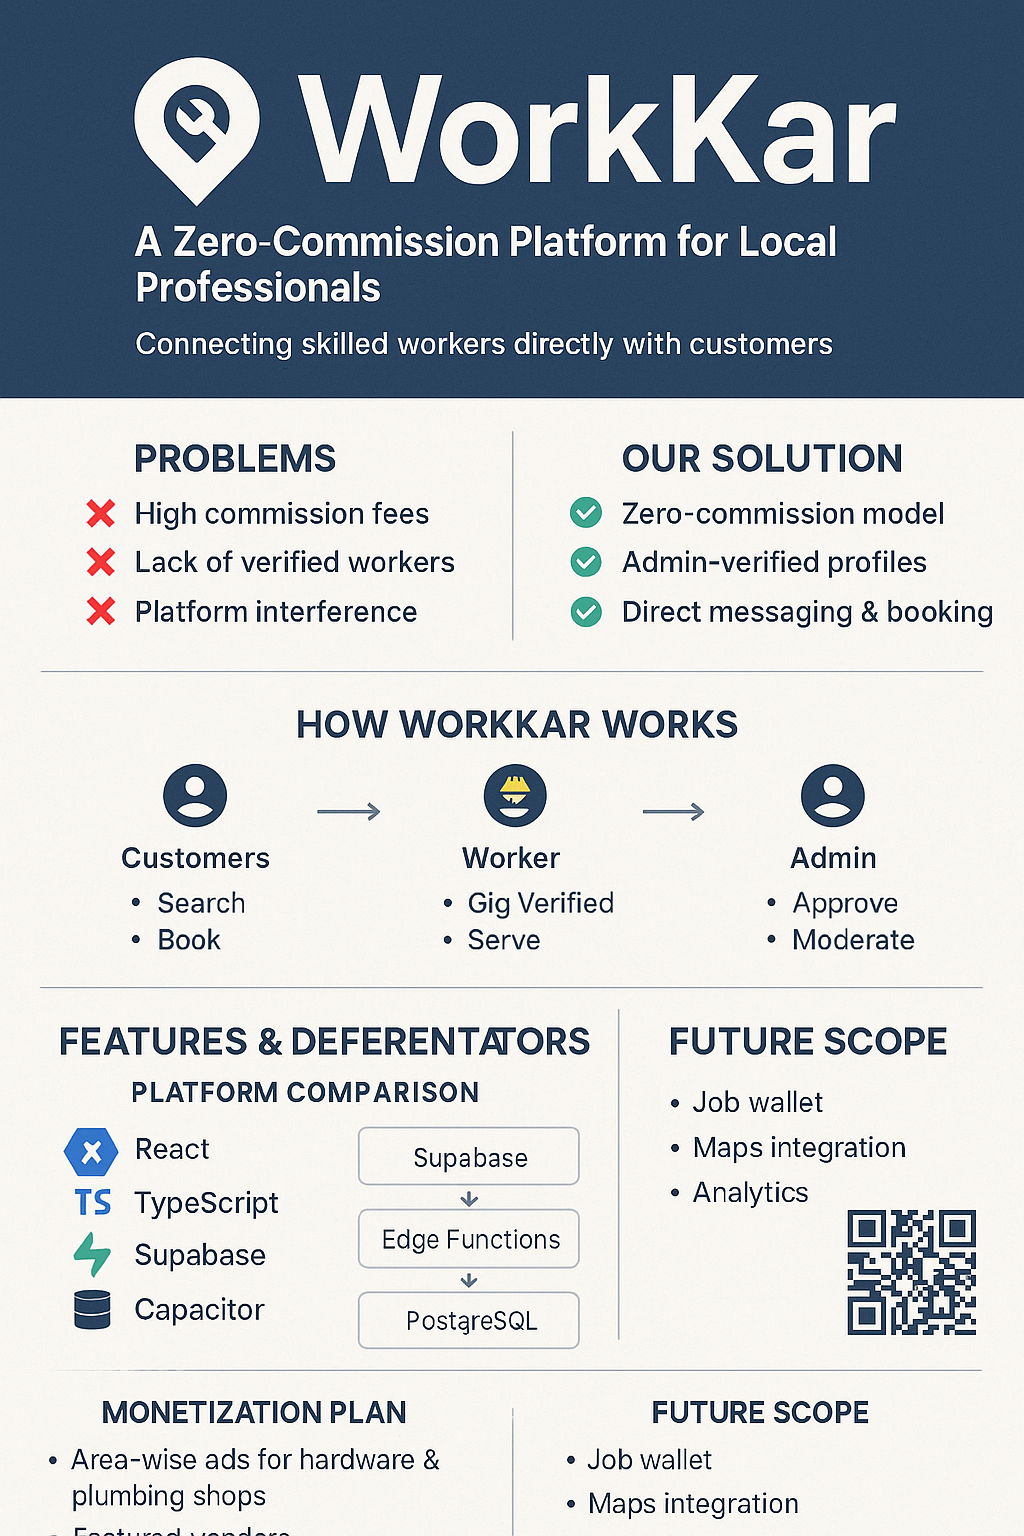 WorkKar
A Zero-Commission Platform for Local
Professionals
Connecting skilled workers directly with customers
PROBLEMS
High commission fees
Lack of verified workers
Platform interference
OUR SOLUTION
Zero-commission model
Admin-verified profiles
Direct messaging & booking
HOW WORKKAR WORKS
Customers
• Search
• Book
Worker
• Gig Verified
• Serve
Admin
• Approve
• Moderate
FEATURES & DEFERENTATORS
PLATFORM COMPARISON
React
TS TypeScript
Supabase
Capacitor
Supabase
Edge Functions
PostgreSQL
FUTURE SCOPE
• Job wallet
• Maps integration
• Analytics
MONETIZATION PLAN
• Area-wise ads for hardware &
plumbing shops
• Featured vendors
FUTURE SCOPE
• Job wallet
• Maps integration